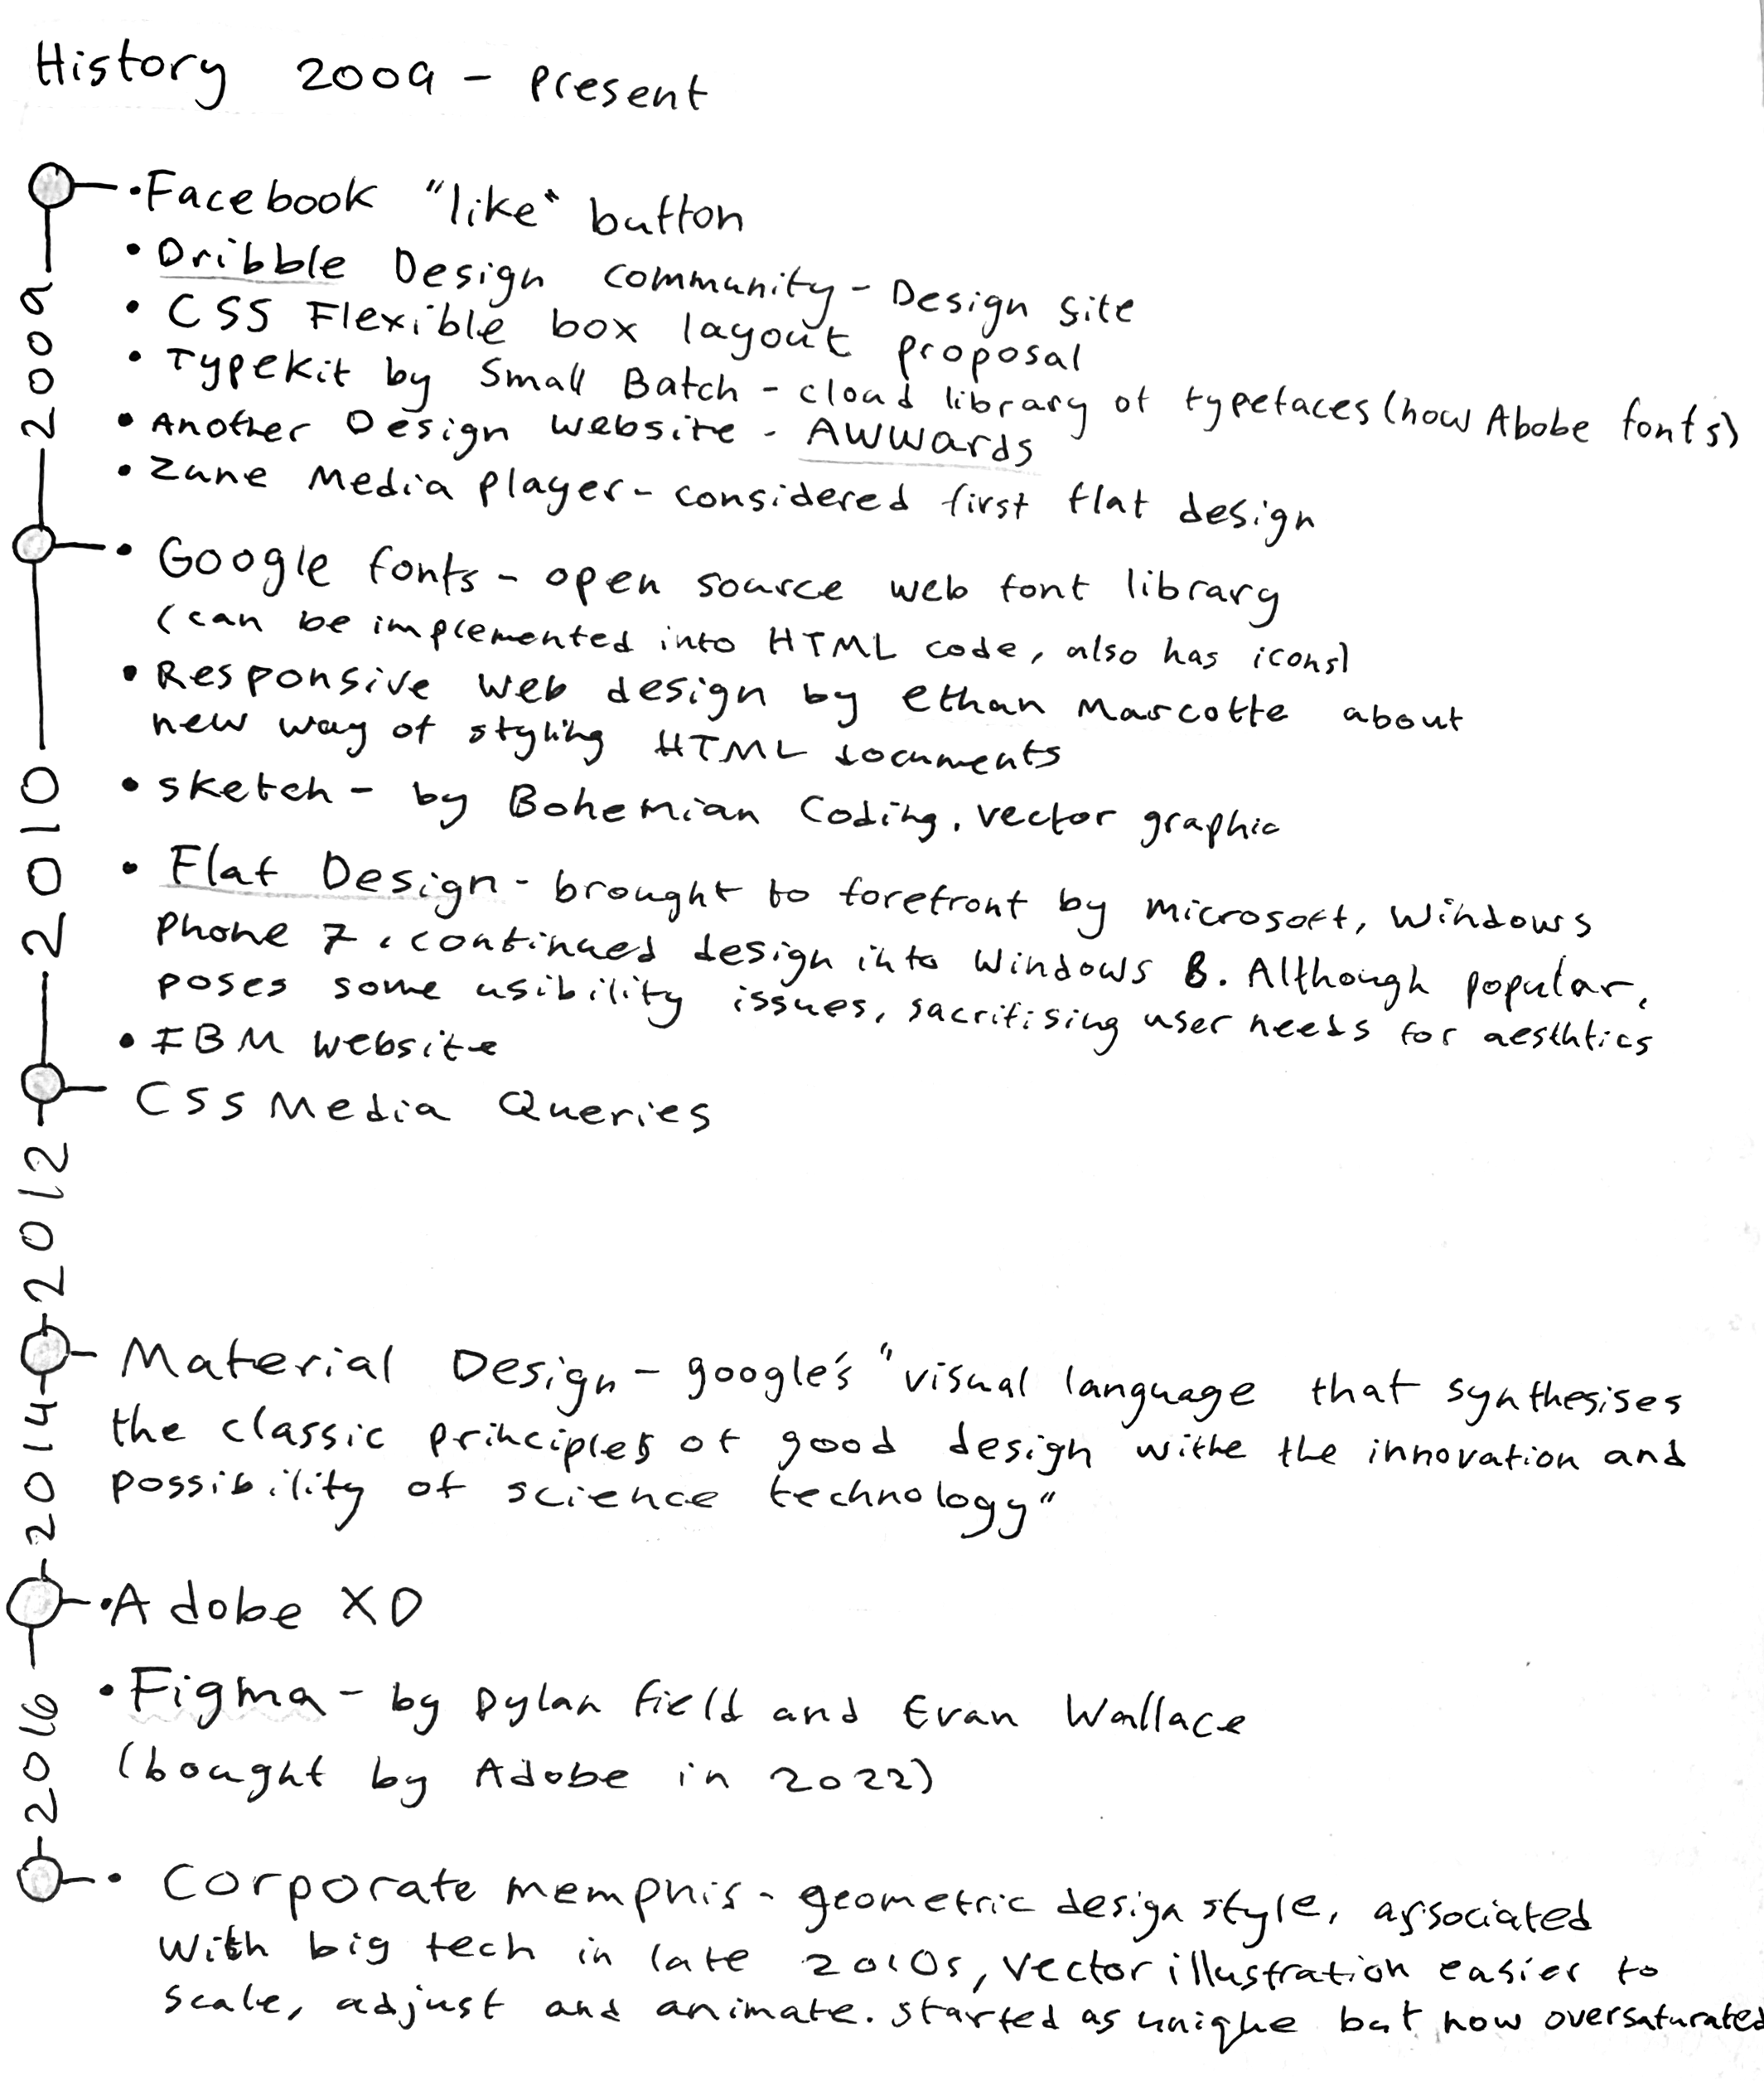 History 2009 - present
•Facebook "like" button
• Dribble Design community - Design site
• CSS Flexible box layout proposal
• Typekit by Small Batch - cloud library of typefaces (now Abobe fonts)
• Another Design website - Awwards
• Zune Media player - considered first flat design
2009
• Google fonts - open source web font library
(can be implemented into HTML code, also has icons)
• Responsive web design by ethan Marcotte about
new way of styling HTML documents
• sketch - by Bohemian Coding, vector graphic
• Flat Design - brought to forefront by microsoft, windows
phone 7, continued design into windows 8. Although popular,
poses some usibility issues, sacrifising user needs for aesthtics
• IBM website
2010
CSS Media Queries
2012
Material Design - google's "visual language that synthesises
the classic principles of good design withe the innovation and
possibility of science technology"
2014
•Adobe XD
• Figma - by Dylan field and Evan Wallace
(bought by Adobe in 2022)
2016
• Corporate memphis - geometric design style, associated
with big tech in late 2010s, vector illustration easier to
scale, adjust and animate. started as unique but now oversaturated